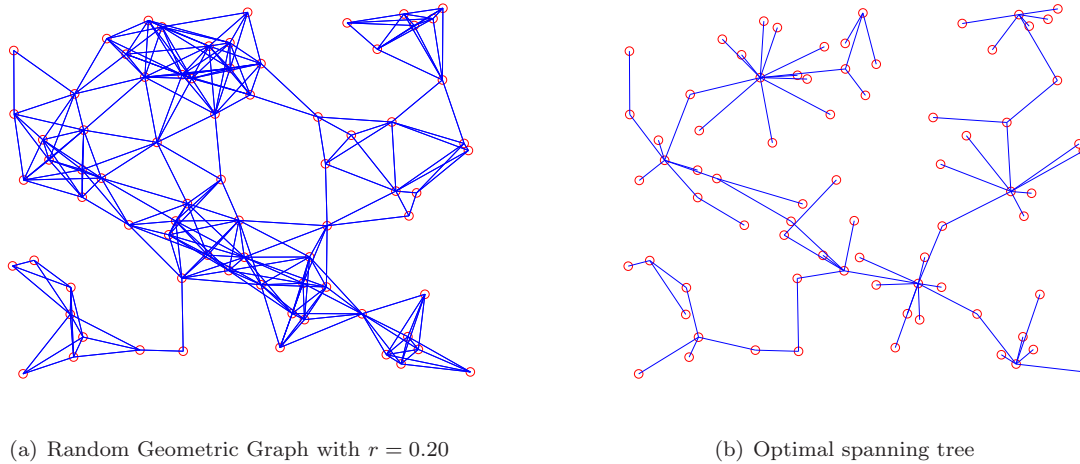 (a) Random Geometric Graph with r = 0.20
(b) Optimal spanning tree